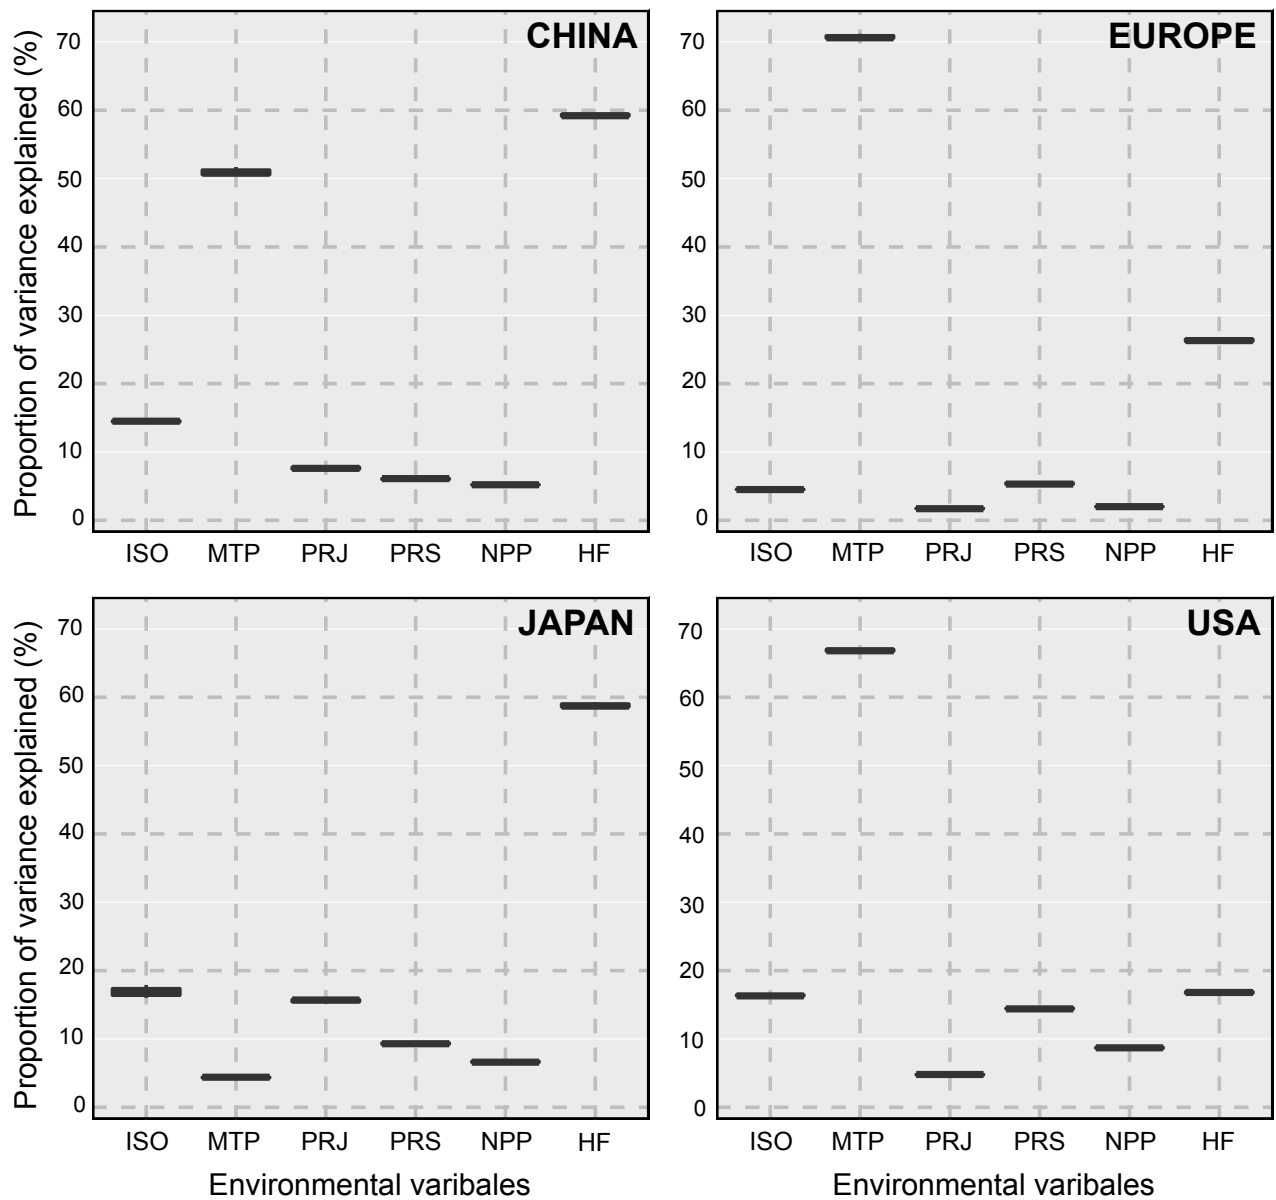 CHINA
Proportion of variance explained (%)
70
60
50
40
30
20
10
0
ISO MTP PRJ PRS NPP HF
EUROPE
70
60
50
40
30
20
10
0
ISO MTP PRJ PRS NPP HF
JAPAN
Proportion of variance explained (%)
70
60
50
40
30
20
10
0
ISO MTP PRJ PRS NPP HF
Environmental varibales
USA
70
60
50
40
30
20
10
0
ISO MTP PRJ PRS NPP HF
Environmental varibales